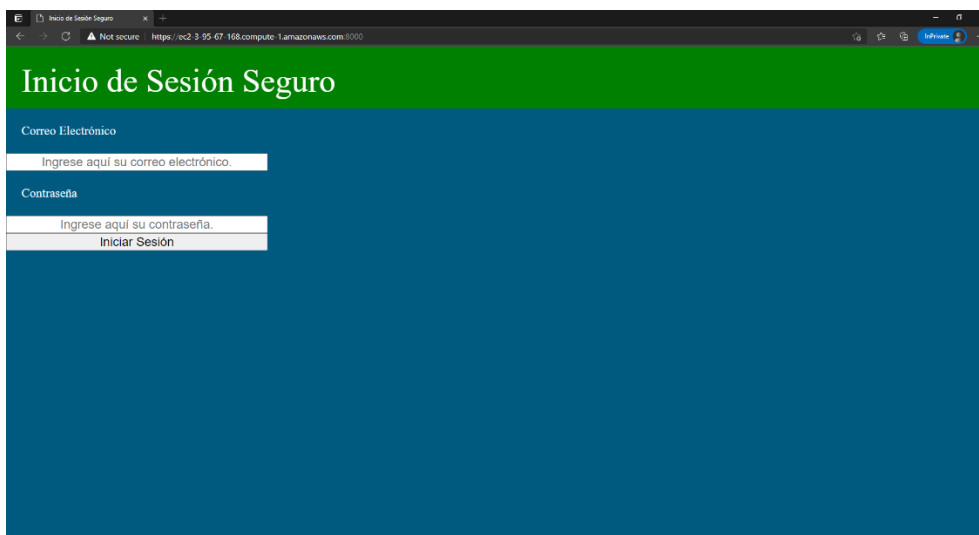 Inicio de Sesión Seguro
Not secure https://ec2-3-95-67-168.compute-1.amazonaws.com:8000
InPrivate
Inicio de Sesión Seguro
Correo Electrónico
Ingrese aquí su correo electrónico.
Contraseña
Ingrese aquí su contraseña.
Iniciar Sesión